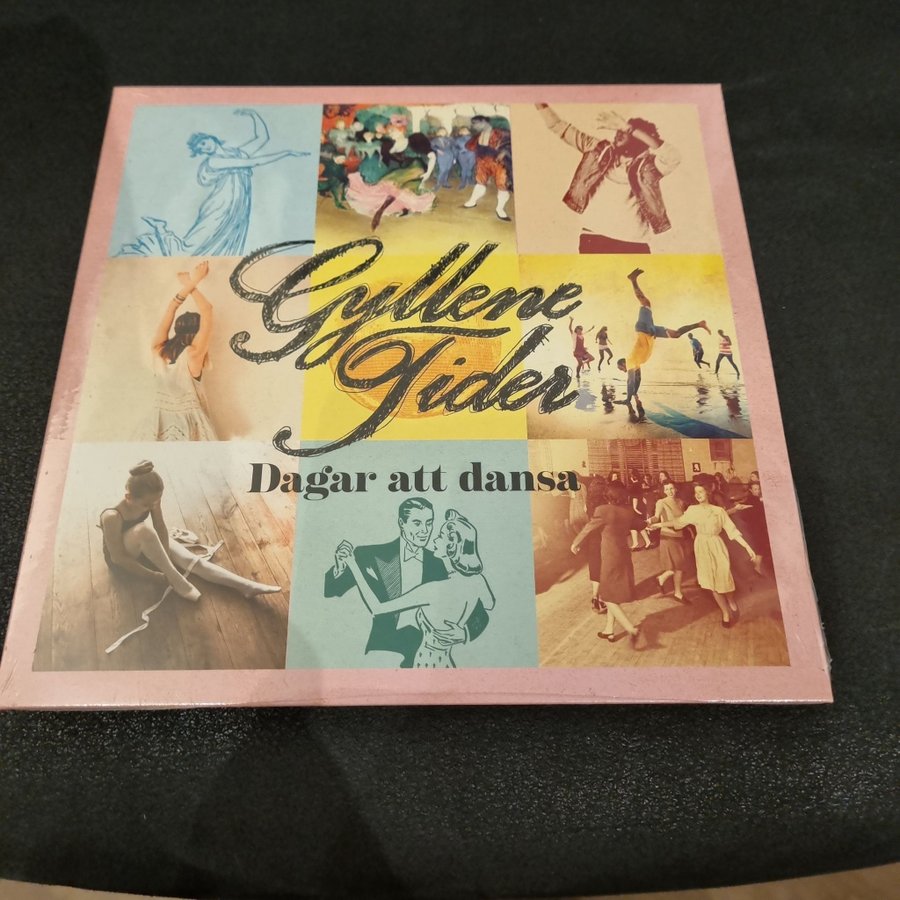 Gyllene
Tider
Dagar att dansa